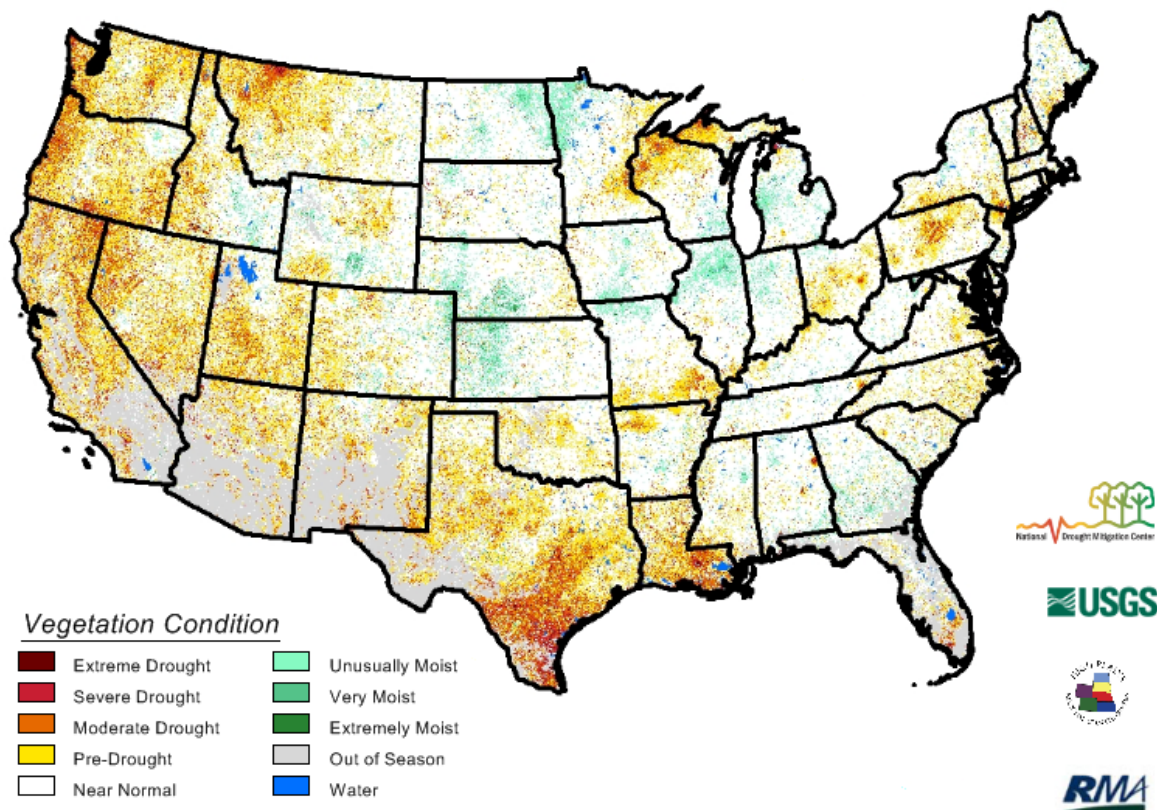 National Drought Mitigation Center
USGS
Vegetation Condition
Extreme Drought
Severe Drought
Moderate Drought
Pre-Drought
Near Normal
Unusually Moist
Very Moist
Extremely Moist
Out of Season
Water
RMA